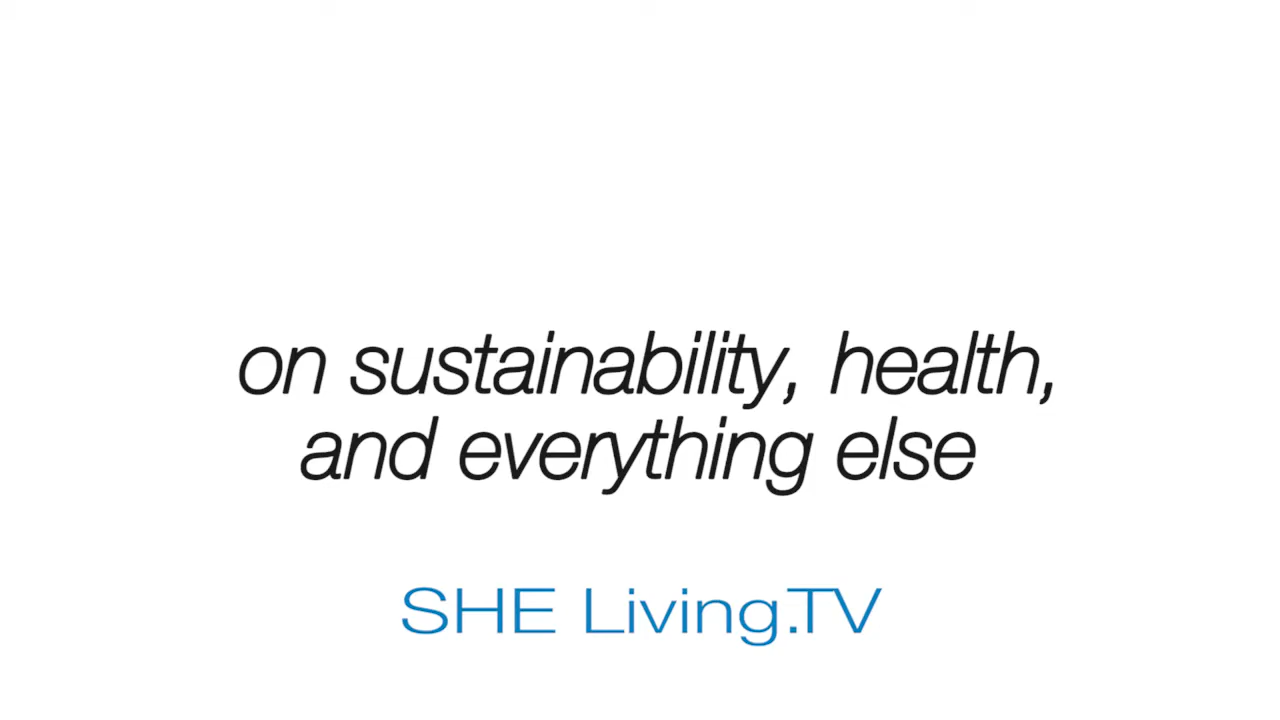 on sustainability, health,
and everything else
SHE Living.TV